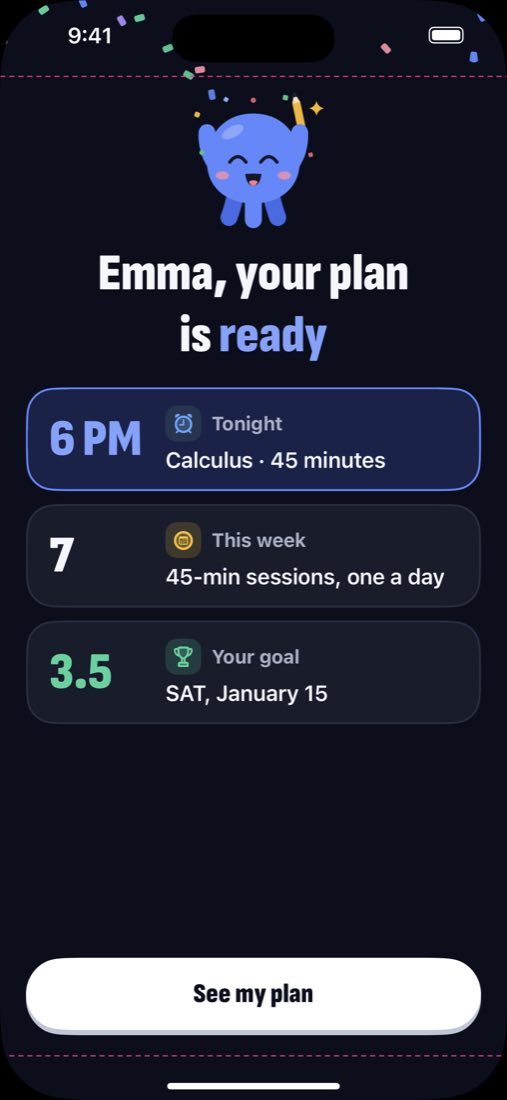 9:41
Emma, your plan
is ready
6 PM
Tonight
Calculus · 45 minutes
7
This week
45-min sessions, one a day
3.5
Your goal
SAT, January 15
See my plan